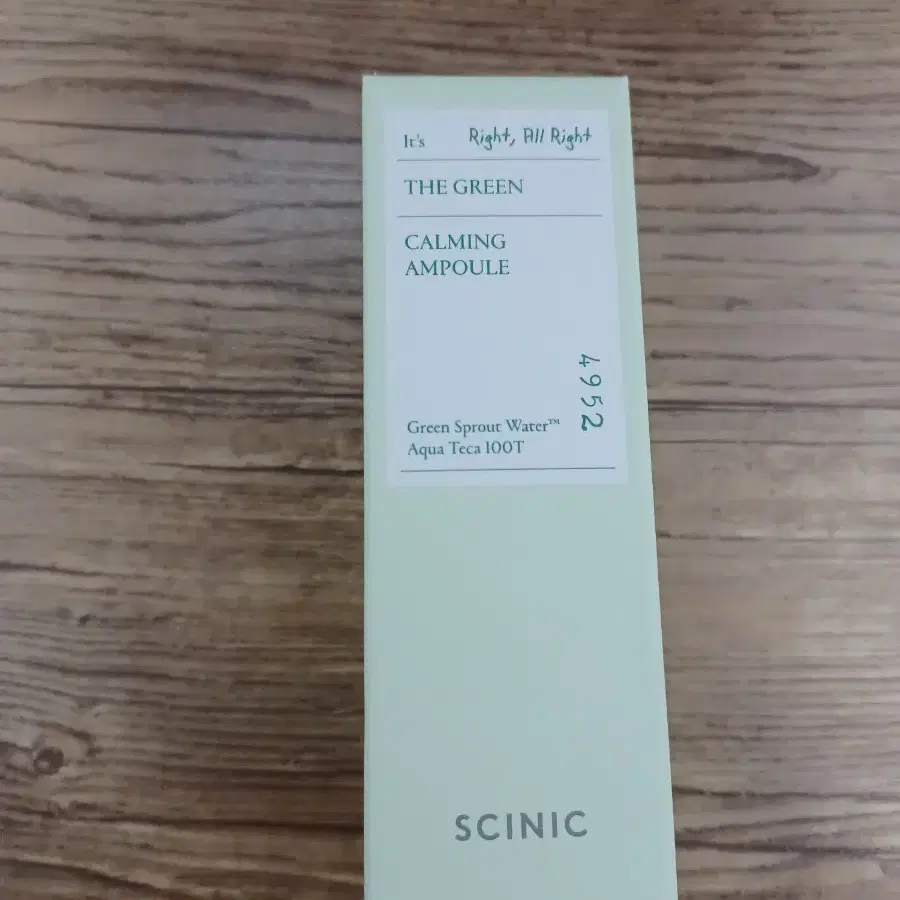 It's Right, All Right
THE GREEN
CALMING
AMPOULE
4952
Green Sprout Water™
Aqua Teca 100T
SCINIC